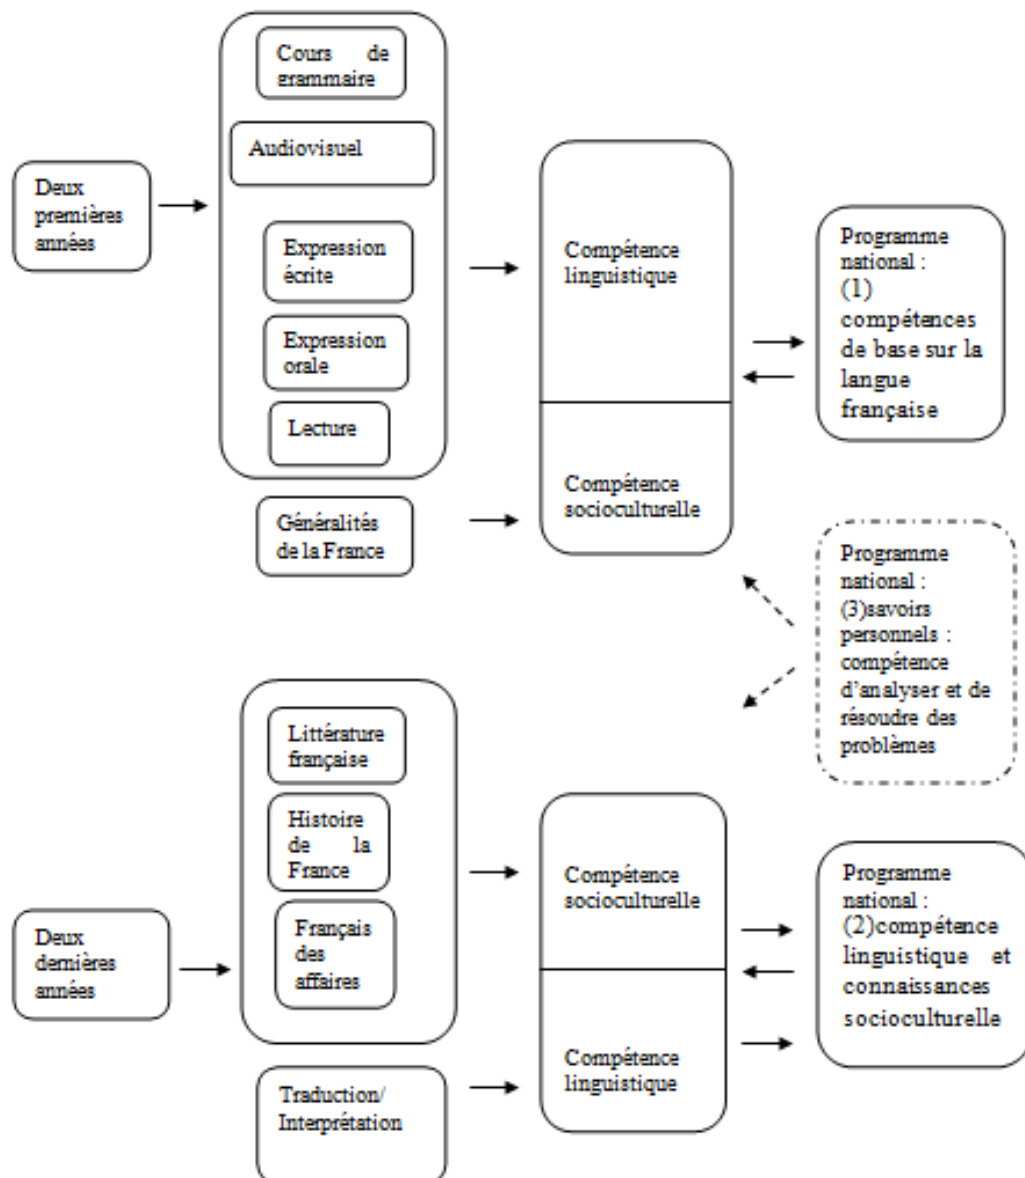 Cours de
grammaire
Audiovisuel
Deux
premières
années
Expression
écrite
Expression
orale
Lecture
Généralités
de la France
Compétence
linguistique
Compétence
socioculturelle
Programme
national :
(1)
compétences
de base sur la
langue
française
Programme
national :
(3)savoirs
personnels :
compétence
d'analyser et de
résoudre des
problèmes
Deux
dernières
années
Littérature
française
Histoire
de la
France
Français
des
affaires
Traduction/
Interprétation
Compétence
socioculturelle
Compétence
linguistique
Programme
national :
(2)compétence
linguistique et
connaissances
socioculturelle